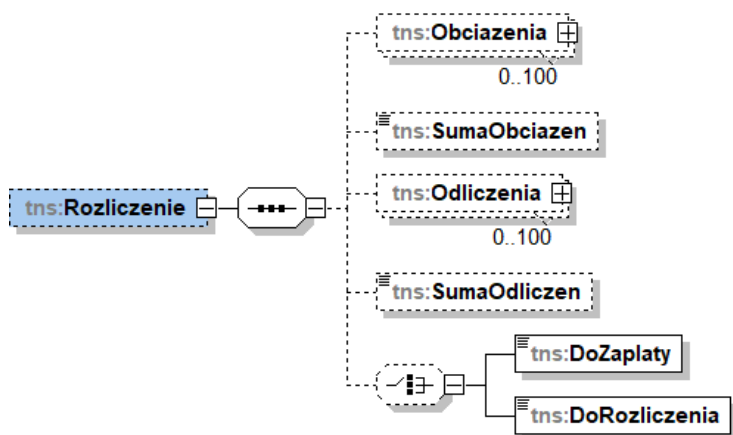 tns:Obciazenia
0..100
tns:SumaObciazen
tns:Rozliczenie
tns:Odliczenia
0..100
tns:SumaOdliczen
tns:DoZaplaty
tns:DoRozliczenia